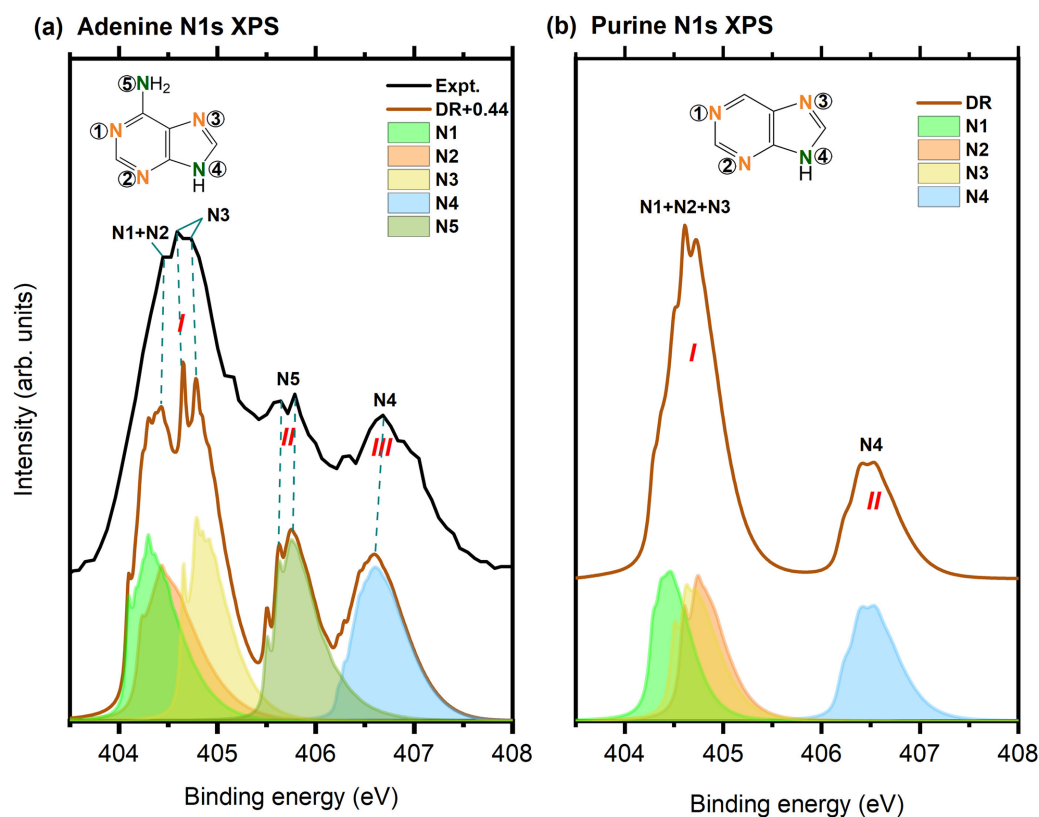 (a) Adenine N1s XPS
⑤NH₂
①N
N③
②N
N④
H
Expt.
DR+0.44
N1
N2
N3
N4
N5
N1+N2
N3
I
N5
II
N4
III
404 405 406 407 408
Binding energy (eV)
Intensity (arb. units)
(b) Purine N1s XPS
①N
N③
②N
N④
H
DR
N1
N2
N3
N4
N1+N2+N3
I
N4
II
404 405 406 407 408
Binding energy (eV)